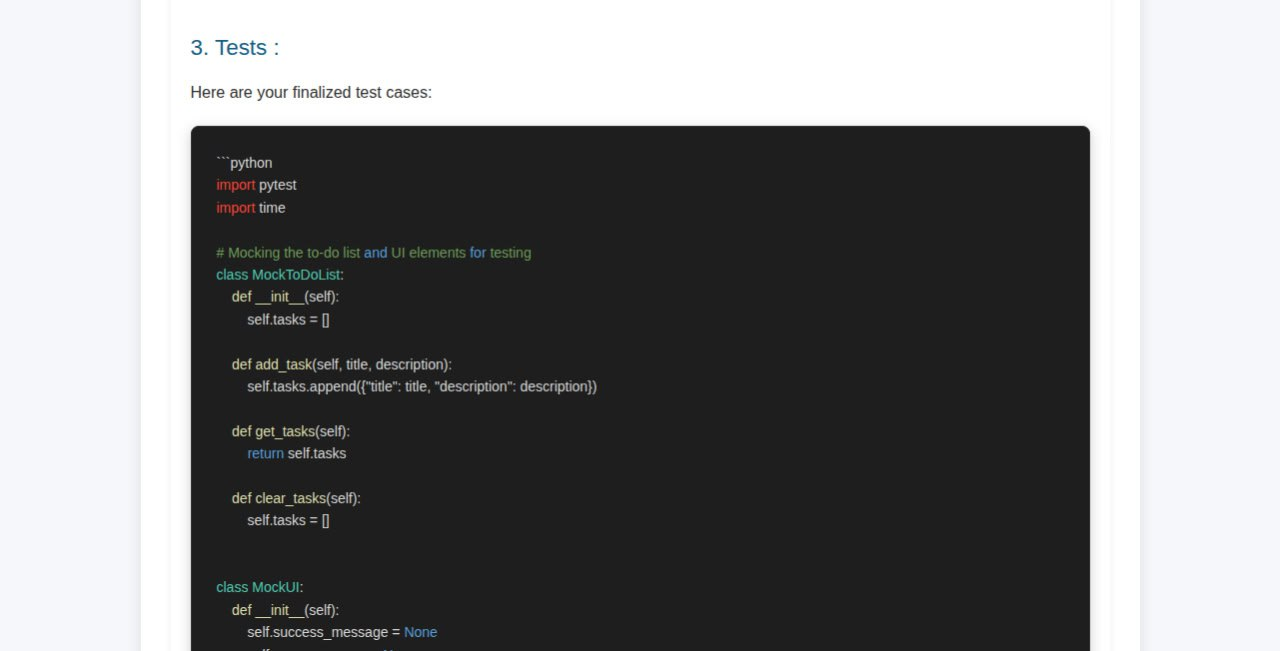 3. Tests :
Here are your finalized test cases:
```python
import pytest
import time
# Mocking the to-do list and UI elements for testing
class MockToDoList:
def __init__(self):
self.tasks = []
def add_task(self, title, description):
self.tasks.append({"title": title, "description": description})
def get_tasks(self):
return self.tasks
def clear_tasks(self):
self.tasks = []
class MockUI:
def __init__(self):
self.success_message = None